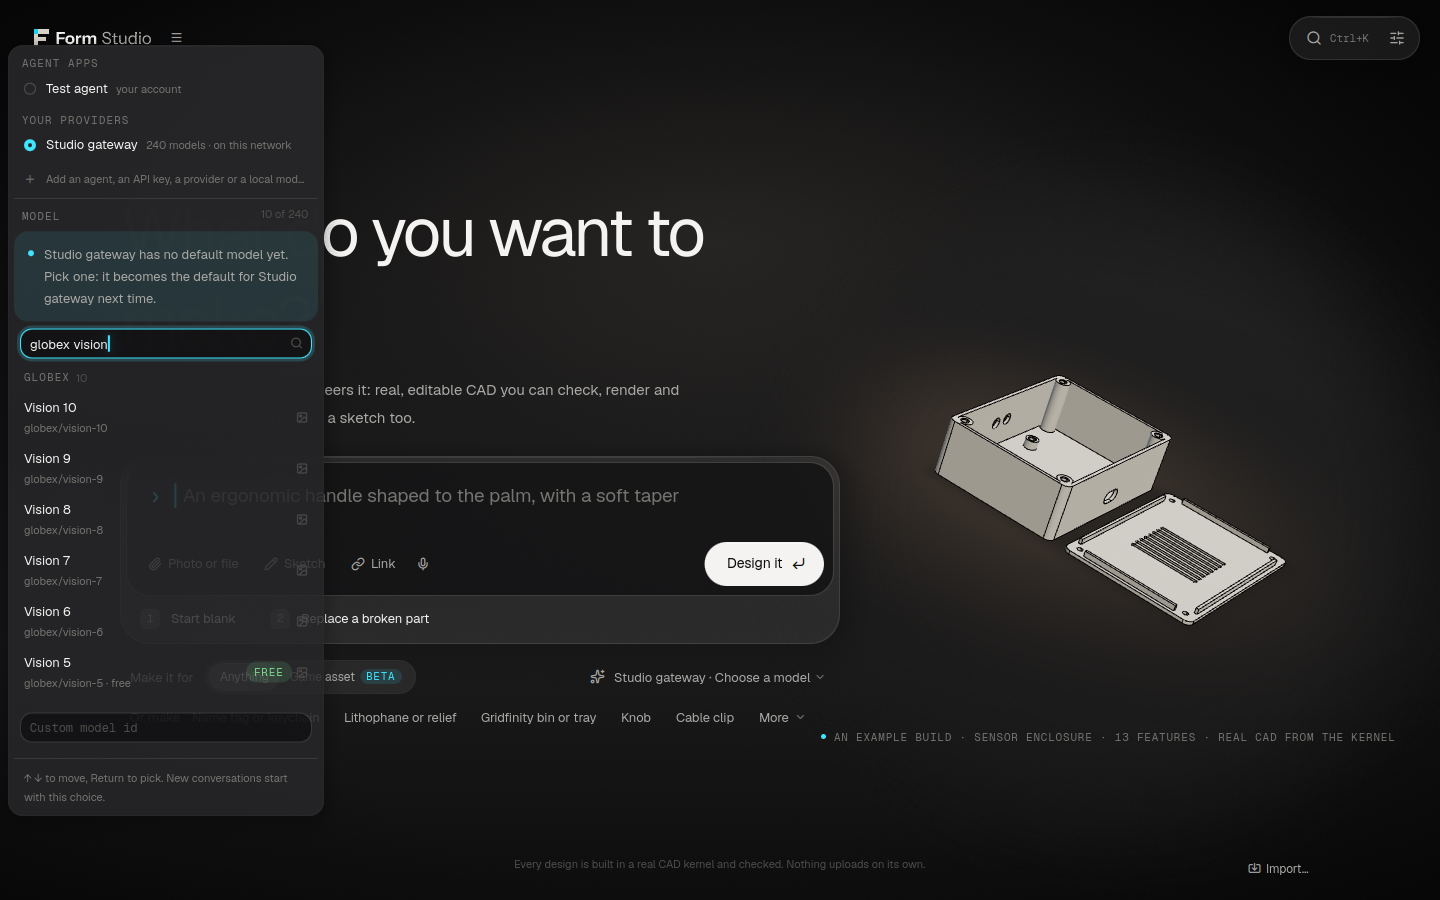 Form Studio
Ctrl+K
AGENT APPS
Test agent your account
YOUR PROVIDERS
Studio gateway 240 models · on this network
+ Add an agent, an API key, a provider or a local mod...
MODEL 10 of 240
Studio gateway has no default model yet.
Pick one: it becomes the default for Studio
gateway next time.
globex vision
GLOBEX 10
Vision 10
globex/vision-10
Vision 9
globex/vision-9
Vision 8
globex/vision-8
Vision 7
globex/vision-7
Vision 6
globex/vision-6
Vision 5
FREE
globex/vision-5 · free
Custom model id
↑↓ to move, Return to pick. New conversations start
with this choice.
o you want to
eers it: real, editable CAD you can check, render and
a sketch too.
An ergonomic handle shaped to the palm, with a soft taper
Photo or file Sketch Link
Design it
1 Start blank 2 Replace a broken part
Make it for Anything asset BETA
Studio gateway · Choose a model
Name tag or keychain Lithophane or relief Gridfinity bin or tray Knob Cable clip More
AN EXAMPLE BUILD · SENSOR ENCLOSURE · 13 FEATURES · REAL CAD FROM THE KERNEL
Every design is built in a real CAD kernel and checked. Nothing uploads on its own.
Import...